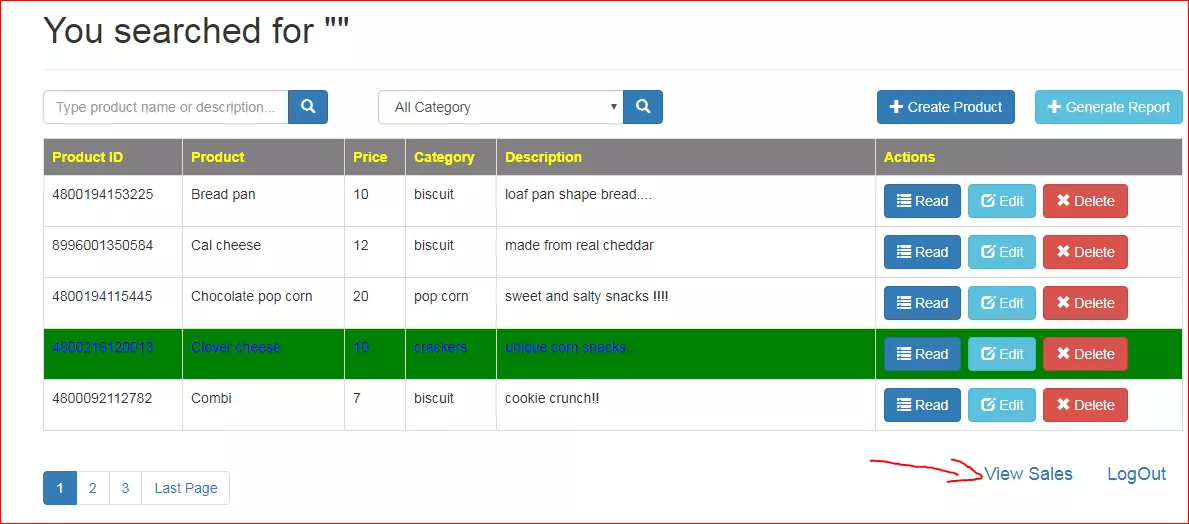 You searched for ""
Type product name or description... All Category Create Product Generate Report
Product ID Product Price Category Description Actions
4800194153225 Bread pan 10 biscuit loaf pan shape bread.... Read Edit Delete
8996001350584 Cal cheese 12 biscuit made from real cheddar Read Edit Delete
4800194115445 Chocolate pop corn 20 pop corn sweet and salty snacks !!!! Read Edit Delete
4800216120013 Clover cheese 10 crackers unique corn snacks... Read Edit Delete
4800092112782 Combi 7 biscuit cookie crunch!! Read Edit Delete
View Sales LogOut
1 2 3 Last Page